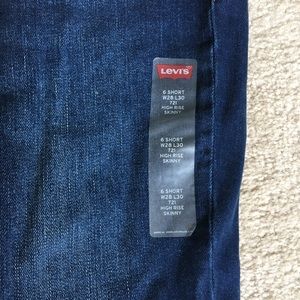 LEVI'S
6 SHORT
W28 L30
721
HIGH RISE
SKINNY
6 SHORT
W28 L30
721
HIGH RISE
SKINNY
6 SHORT
W28 L30
721
HIGH RISE
SKINNY